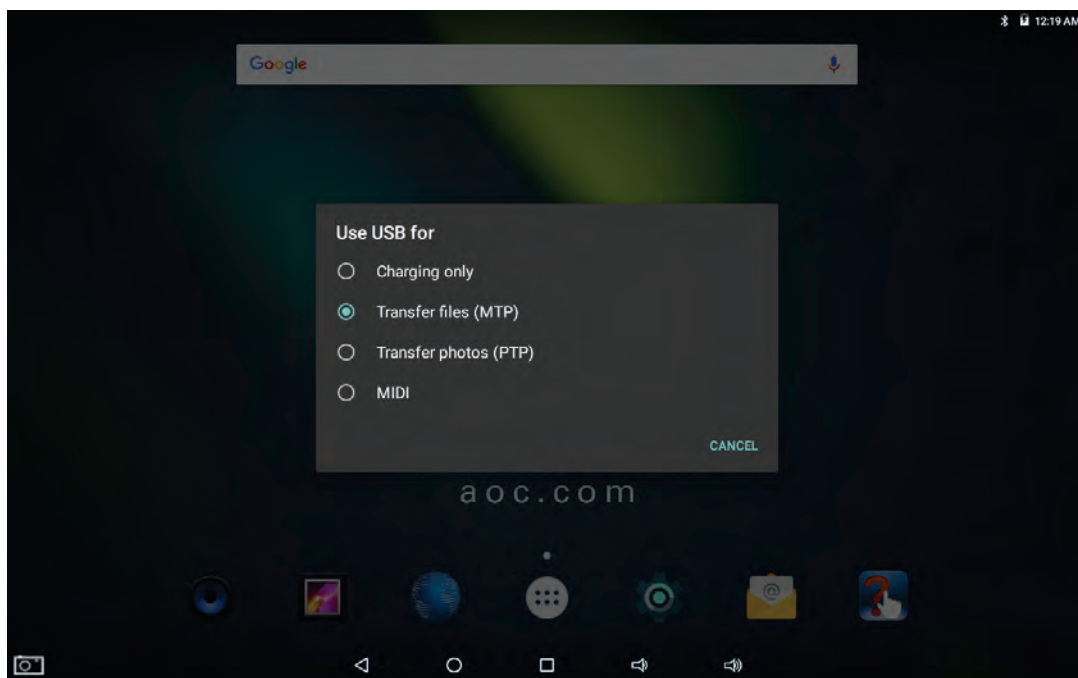 12:19 AM
Google
Use USB for
Charging only
Transfer files (MTP)
Transfer photos (PTP)
MIDI
CANCEL
aoc.com
@
?